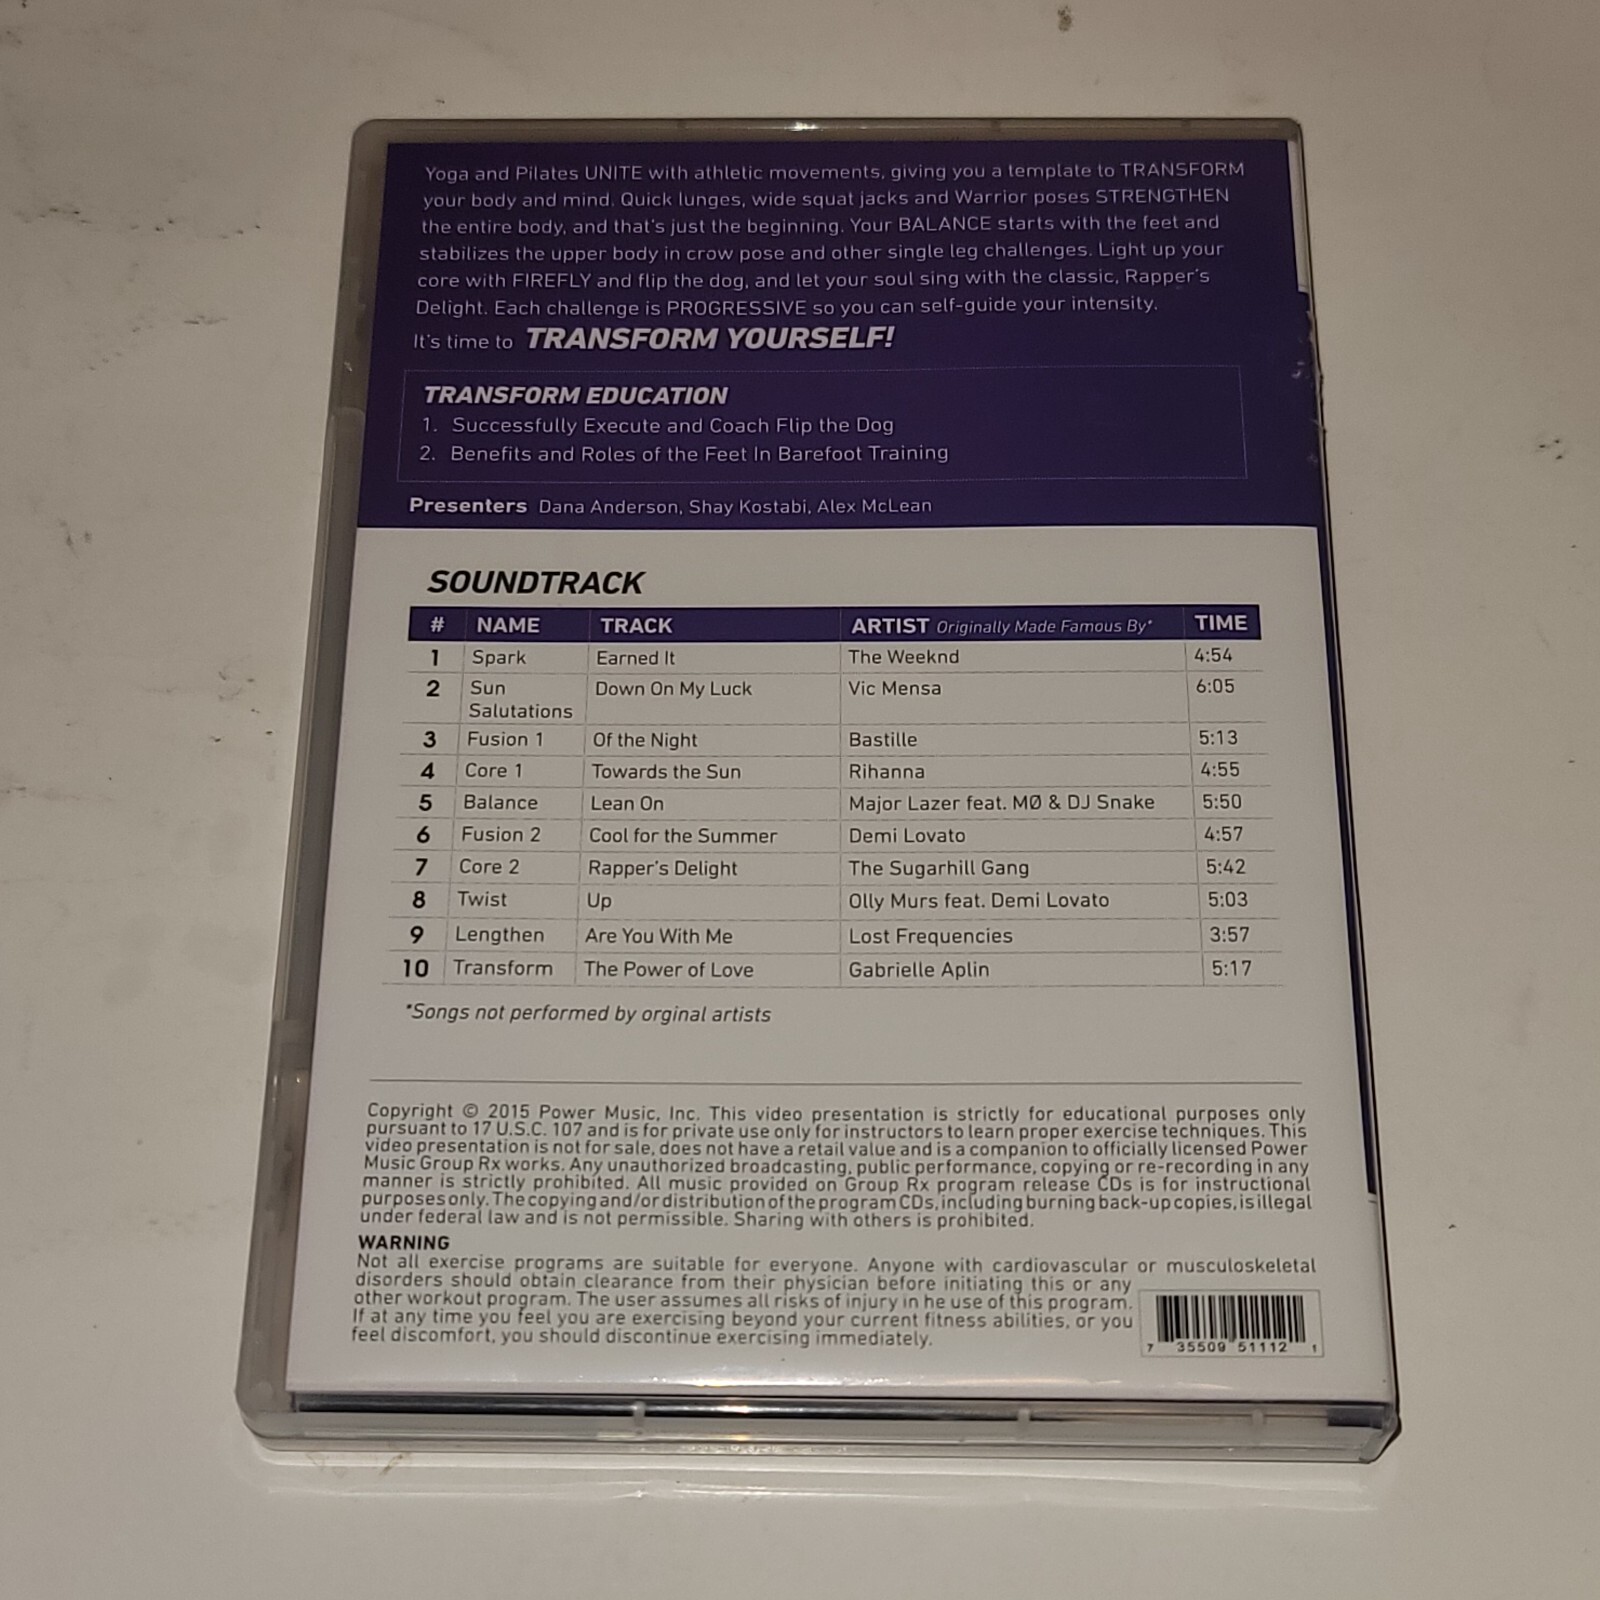 Yoga and Pilates UNITE with athletic movements, giving you a template to TRANSFORM
your body and mind. Quick lunges, wide squat jacks and Warrior poses STRENGTHEN
the entire body, and that's just the beginning. Your BALANCE starts with the feet and
stabilizes the upper body in crow pose and other single leg challenges. Light up your
core with FIREFLY and flip the dog, and let your soul sing with the classic, Rapper's
Delight. Each challenge is PROGRESSIVE so you can self-guide your intensity.
It's time to TRANSFORM YOURSELF!
TRANSFORM EDUCATION
1. Successfully Execute and Coach Flip the Dog
2. Benefits and Roles of the Feet In Barefoot Training
Presenters Dana Anderson, Shay Kostabi, Alex McLean
SOUNDTRACK
# NAME TRACK ARTIST Originally Made Famous By* TIME
1 Spark Earned It The Weeknd 4:54
2 Sun Salutations Down On My Luck Vic Mensa 6:05
3 Fusion 1 Of the Night Bastille 5:13
4 Core 1 Towards the Sun Rihanna 4:55
5 Balance Lean On Major Lazer feat. MØ & DJ Snake 5:50
6 Fusion 2 Cool for the Summer Demi Lovato 4:57
7 Core 2 Rapper's Delight The Sugarhill Gang 5:42
8 Twist Up Olly Murs feat. Demi Lovato 5:03
9 Lengthen Are You With Me Lost Frequencies 3:57
10 Transform The Power of Love Gabrielle Aplin 5:17
*Songs not performed by orginal artists
Copyright © 2015 Power Music, Inc. This video presentation is strictly for educational purposes only
pursuant to 17 U.S.C. 107 and is for private use only for instructors to learn proper exercise techniques. This
video presentation is not for sale, does not have a retail value and is a companion to officially licensed Power
Music Group Rx works. Any unauthorized broadcasting, public performance, copying or re-recording in any
manner is strictly prohibited. All music provided on Group Rx program release CDs is for instructional
purposes only. The copying and/or distribution of the program CDs, including burning back-up copies, is illegal
under federal law and is not permissible. Sharing with others is prohibited.
WARNING
Not all exercise programs are suitable for everyone. Anyone with cardiovascular or musculoskeletal
disorders should obtain clearance from their physician before initiating this or any
other workout program. The user assumes all risks of injury in he use of this program.
If at any time you feel you are exercising beyond your current fitness abilities, or you
feel discomfort, you should discontinue exercising immediately.
7 35509 51112 1